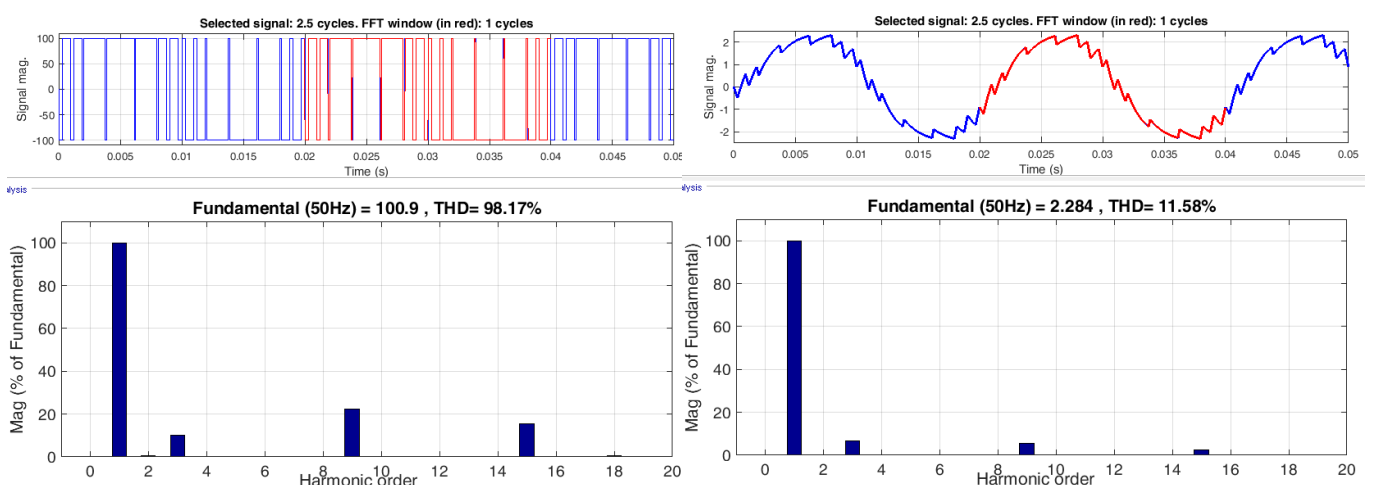 Selected signal: 2.5 cycles. FFT window (in red): 1 cycles
Signal mag.
100
50
0
-50
-100
0 0.005 0.01 0.015 0.02 0.025 0.03 0.035 0.04 0.045 0.05
Time (s)
alysis
Fundamental (50Hz) = 100.9 , THD= 98.17%
Mag (% of Fundamental)
100
80
60
40
20
0
0 2 4 6 8 10 12 14 16 18 20
Harmonic order
Selected signal: 2.5 cycles. FFT window (in red): 1 cycles
Signal mag.
2
1
0
-1
-2
0 0.005 0.01 0.015 0.02 0.025 0.03 0.035 0.04 0.045 0.05
Time (s)
alysis
Fundamental (50Hz) = 2.284 , THD= 11.58%
Mag (% of Fundamental)
100
80
60
40
20
0
0 2 4 6 8 10 12 14 16 18 20
Harmonic order